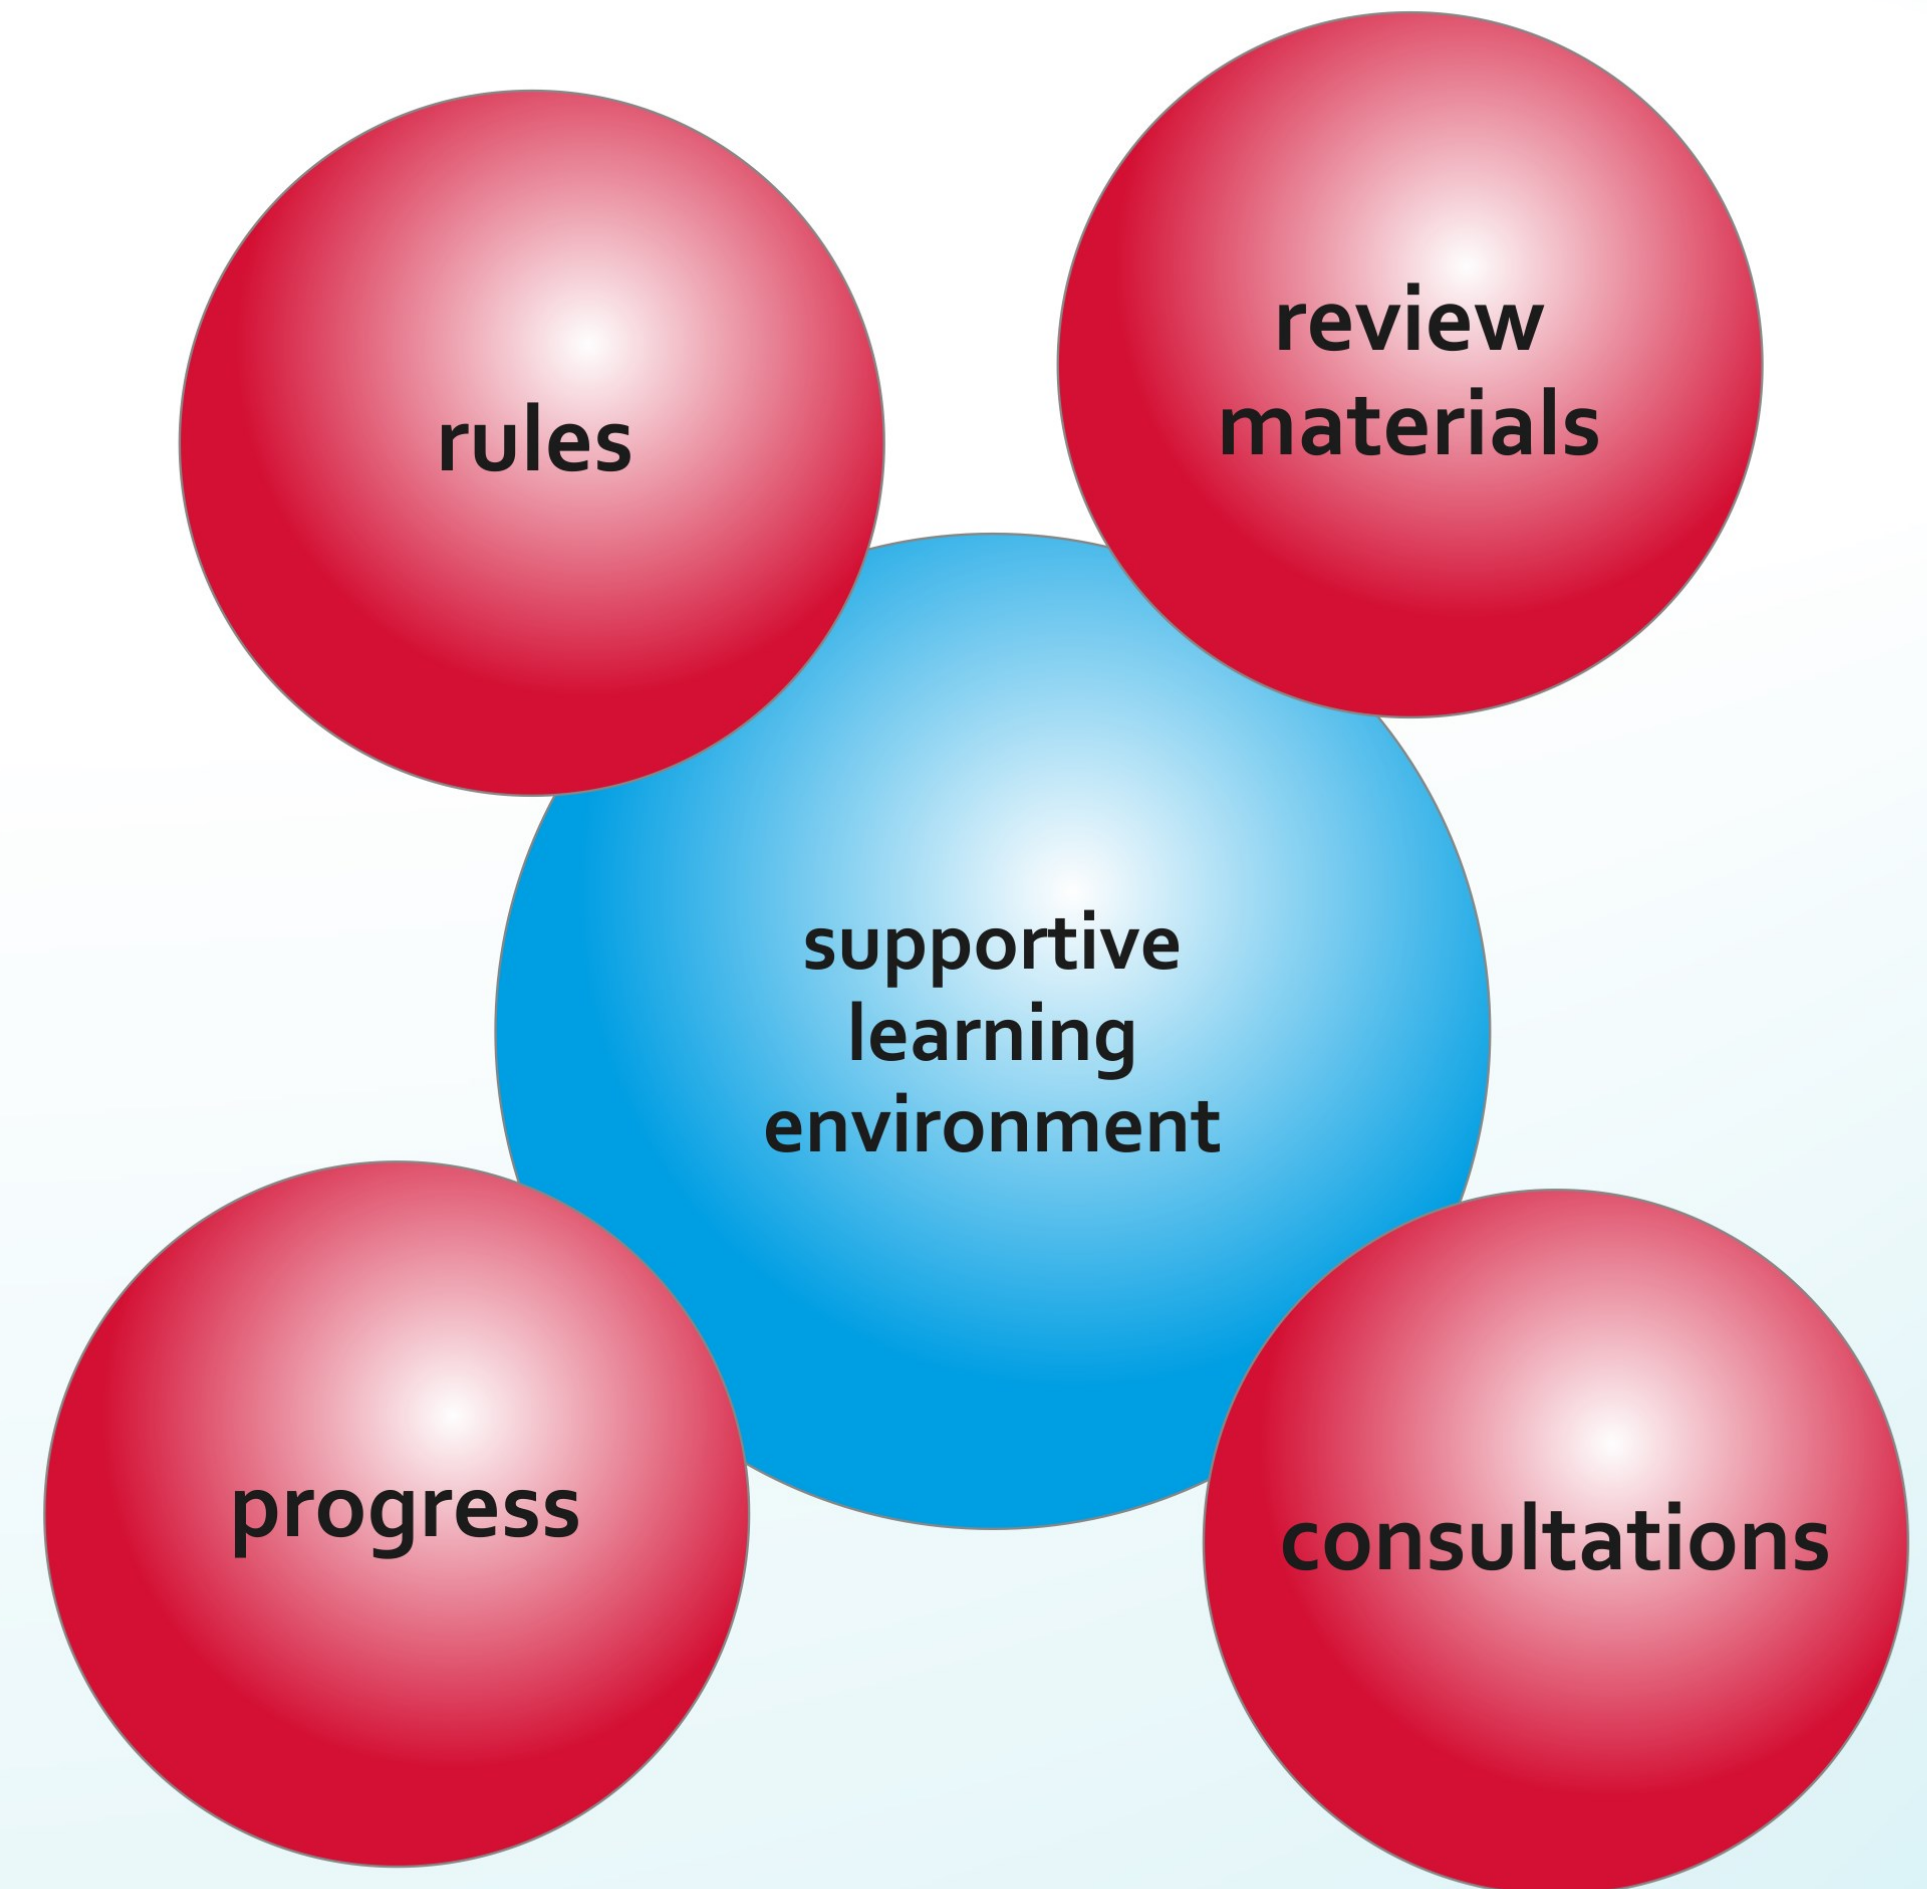 rules
review
materials
supportive
learning
environment
progress
consultations